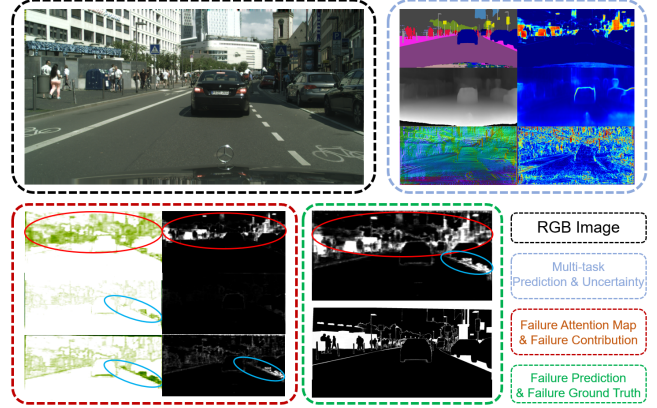 RGB Image
Multi-task
Prediction & Uncertainty
Failure Attention Map
& Failure Contribution
Failure Prediction
& Failure Ground Truth